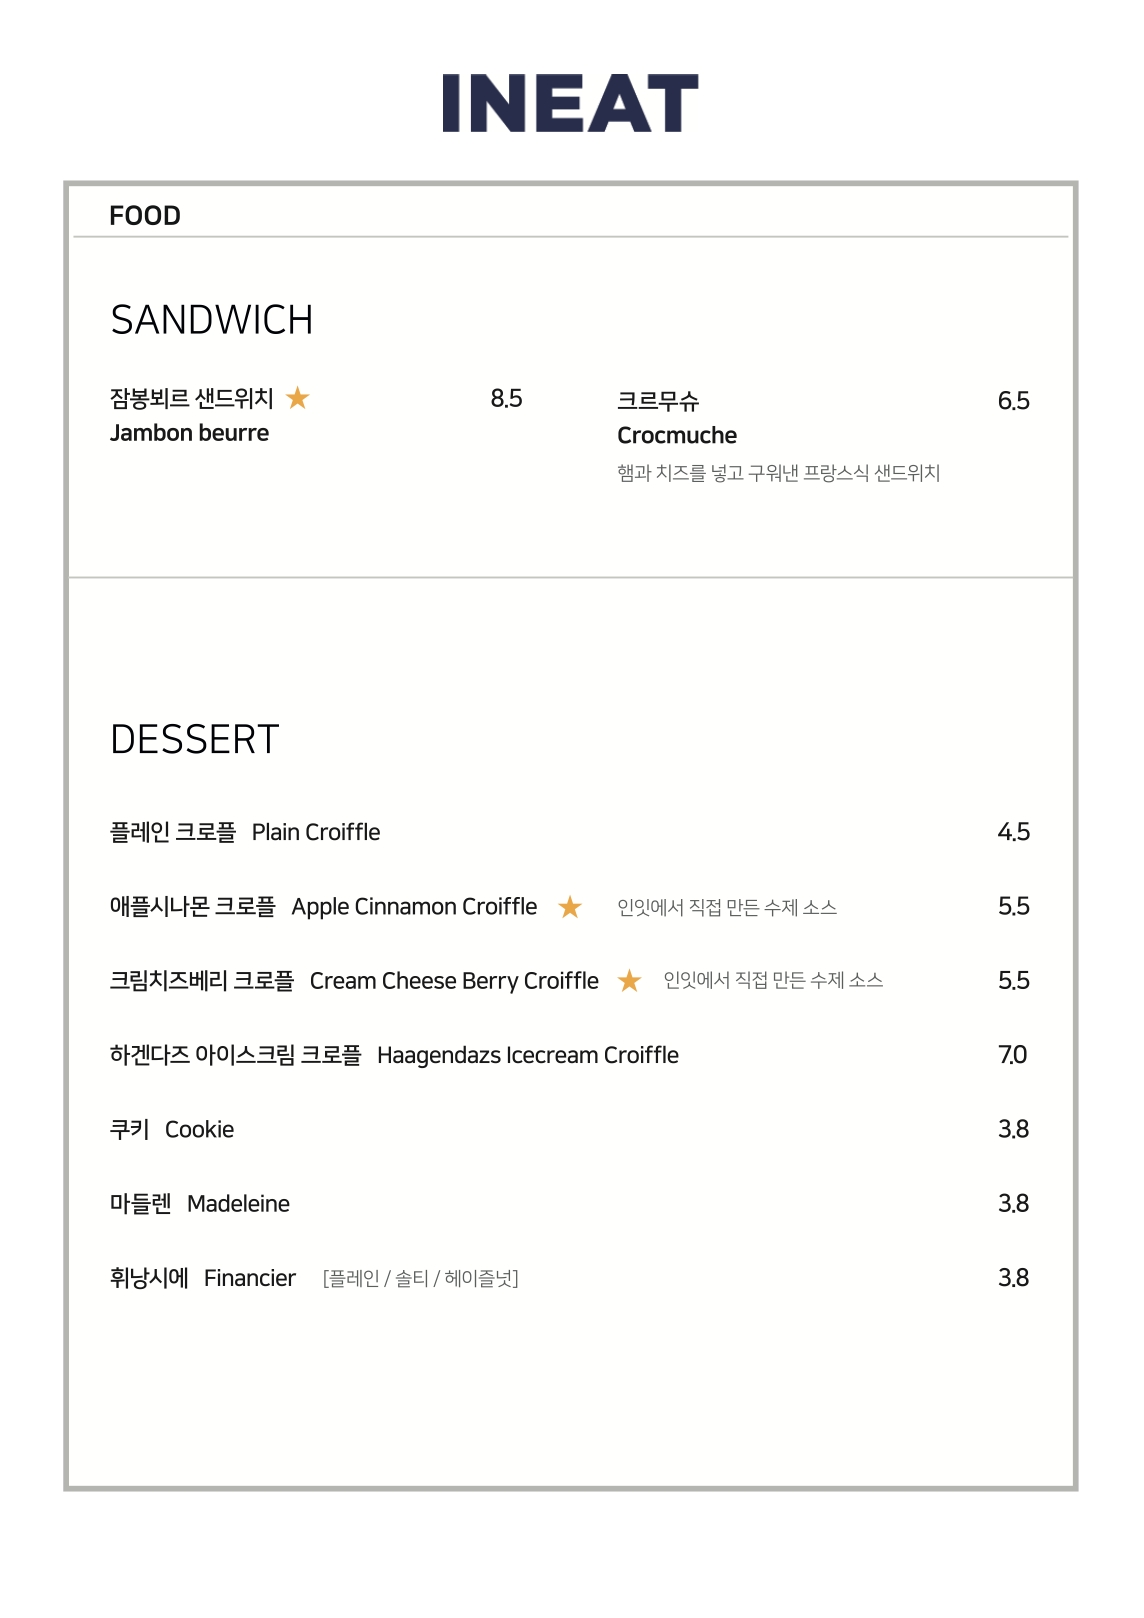 INEAT
FOOD
SANDWICH
잠봉뵈르 샌드위치 ★ 8.5
Jambon beurre
크르무슈 6.5
Crocmuche
햄과 치즈를 넣고 구워낸 프랑스식 샌드위치
DESSERT
플레인 크로플 Plain Croiffle 4.5
애플시나몬 크로플 Apple Cinnamon Croiffle ★ 인잇에서 직접 만든 수제 소스 5.5
크림치즈베리 크로플 Cream Cheese Berry Croiffle ★ 인잇에서 직접 만든 수제 소스 5.5
하겐다즈 아이스크림 크로플 Haagendazs Icecream Croiffle 7.0
쿠키 Cookie 3.8
마들렌 Madeleine 3.8
휘낭시에 Financier [플레인 / 솔티 / 헤이즐넛] 3.8